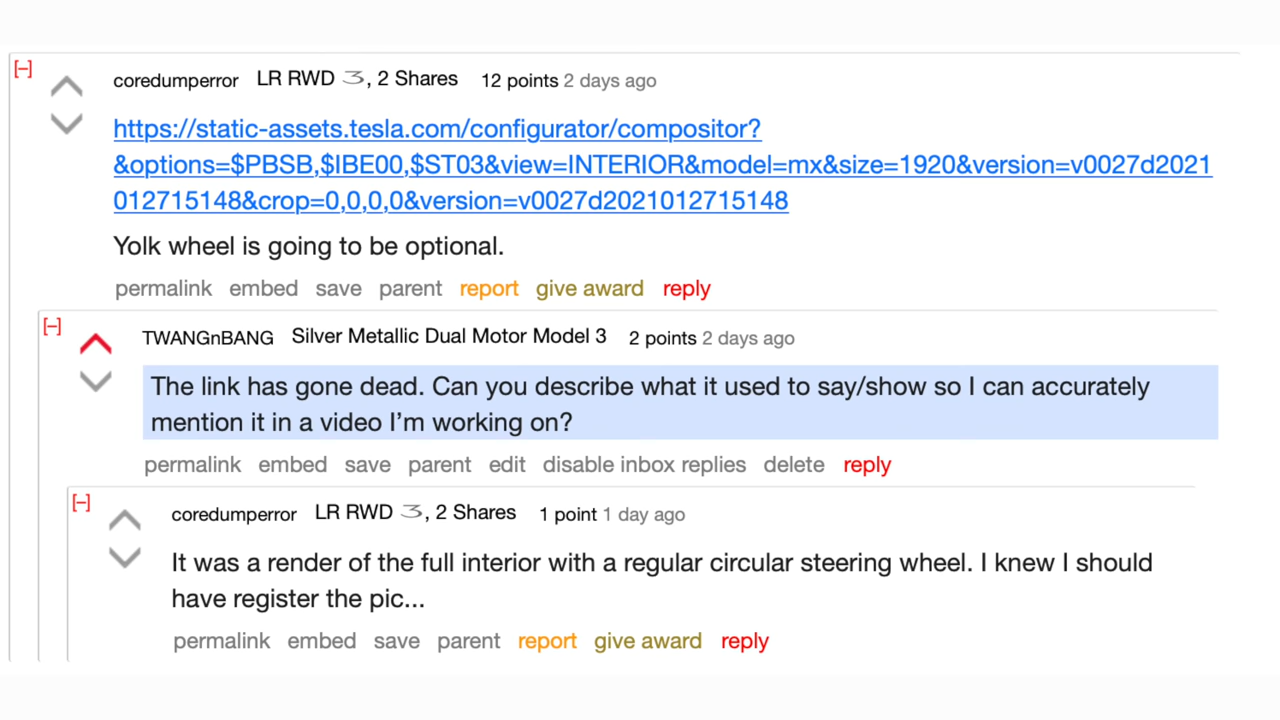 [–]
coredumperror LR RWD 3, 2 Shares 12 points 2 days ago
https://static-assets.tesla.com/configurator/compositor?
&options=$PBSB,$IBE00,$ST03&view=INTERIOR&model=mx&size=1920&version=v0027d2021
012715148&crop=0,0,0,0&version=v0027d2021012715148
Yolk wheel is going to be optional.
permalink embed save parent report give award reply
[–]
TWANGnBANG Silver Metallic Dual Motor Model 3 2 points 2 days ago
The link has gone dead. Can you describe what it used to say/show so I can accurately
mention it in a video I’m working on?
permalink embed save parent edit disable inbox replies delete reply
[–]
coredumperror LR RWD 3, 2 Shares 1 point 1 day ago
It was a render of the full interior with a regular circular steering wheel. I knew I should
have register the pic...
permalink embed save parent report give award reply